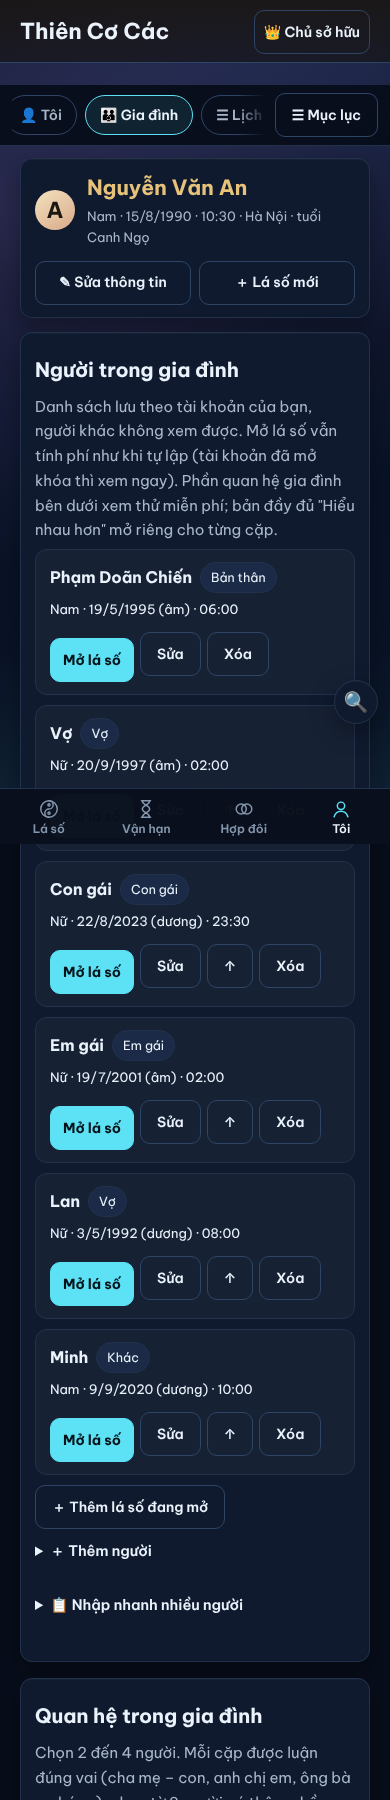 Thiên Cơ Các
👑 Chủ sở hữu
👤 Tôi
👪 Gia đình
☰ Lịch
☰ Mục lục
A
Nguyễn Văn An
Nam · 15/8/1990 · 10:30 · Hà Nội · tuổi
Canh Ngọ
✎ Sửa thông tin
+ Lá số mới
Người trong gia đình
Danh sách lưu theo tài khoản của bạn,
người khác không xem được. Mở lá số vẫn
tính phí như khi tự lập (tài khoản đã mở
khóa thì xem ngay). Phần quan hệ gia đình
bên dưới xem thử miễn phí; bản đầy đủ "Hiểu
nhau hơn" mở riêng cho từng cặp.
Phạm Doãn Chiến Bản thân
Nam · 19/5/1995 (âm) · 06:00
Mở lá số Sửa Xóa
🔍
Vợ Vợ
Nữ · 20/9/1997 (âm) · 02:00
Lá số Vận hạn Hợp đôi Tôi
Con gái Con gái
Nữ · 22/8/2023 (dương) · 23:30
Mở lá số Sửa ↑ Xóa
Em gái Em gái
Nữ · 19/7/2001 (âm) · 02:00
Mở lá số Sửa ↑ Xóa
Lan Vợ
Nữ · 3/5/1992 (dương) · 08:00
Mở lá số Sửa ↑ Xóa
Minh Khác
Nam · 9/9/2020 (dương) · 10:00
Mở lá số Sửa ↑ Xóa
+ Thêm lá số đang mở
▶ + Thêm người
▶ 📋 Nhập nhanh nhiều người
Quan hệ trong gia đình
Chọn 2 đến 4 người. Mỗi cặp được luận
đúng vai (cha mẹ – con, anh chị em, ông bà